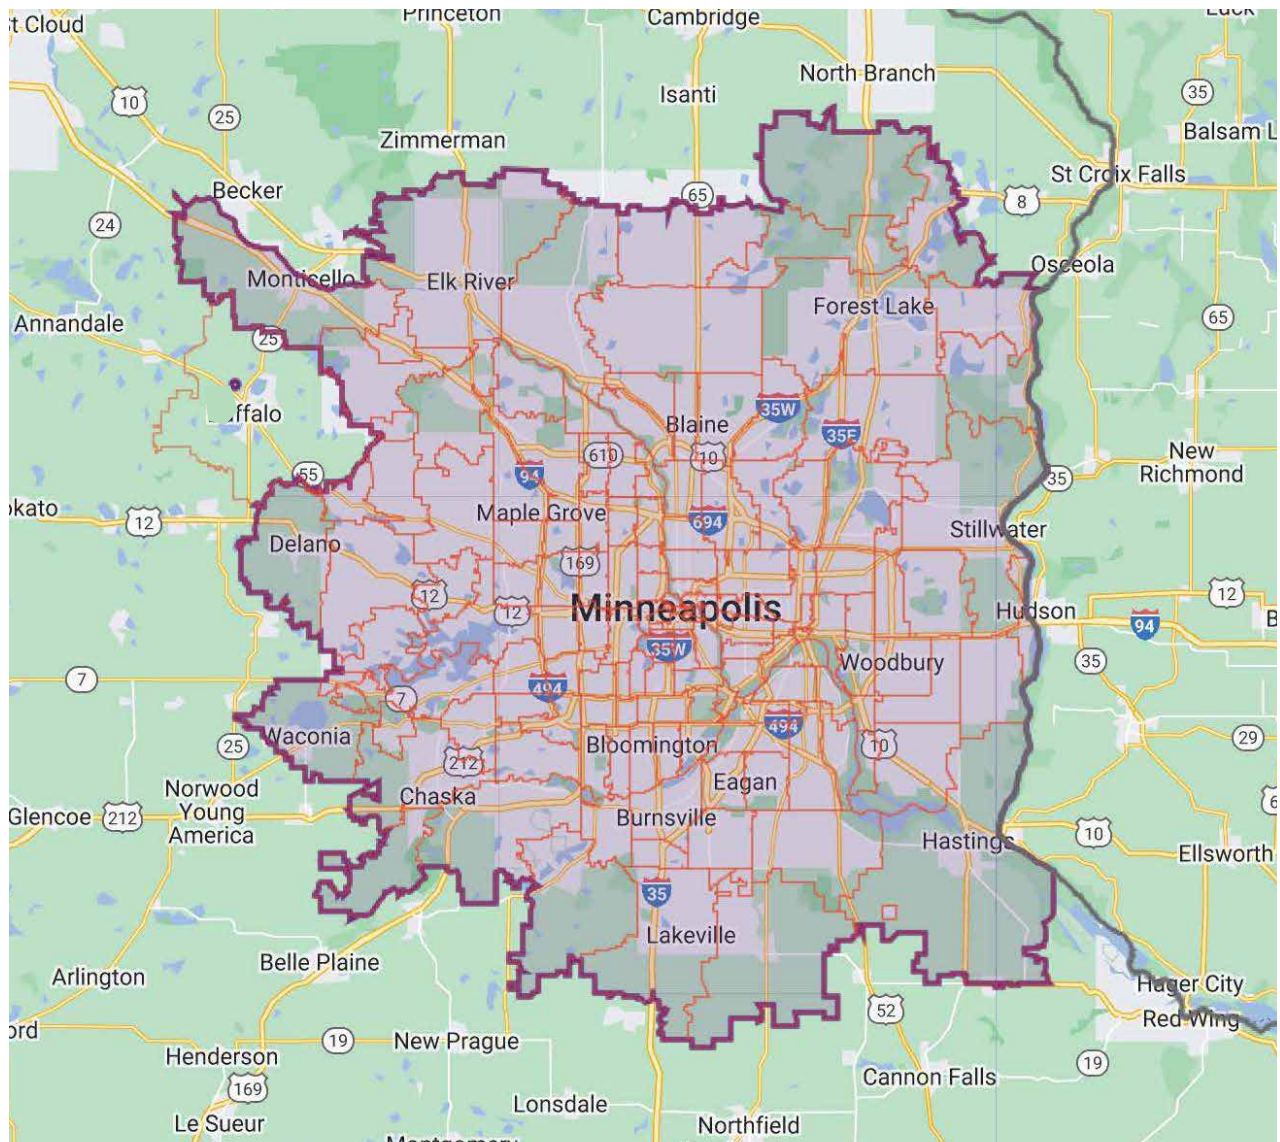 Princeton
Cambridge
Luck
t Cloud
North Branch
10
Isanti
35
25
Zimmerman
Balsam L
St Croix Falls
Becker
65
8
24
Osceola
Monticello
Elk River
Forest Lake
65
Annandale
25
35W
Blaine
35E
610
10
New
Richmond
55
94
35
okato
12
Maple Grove
694
Stillwater
Delano
169
12
12
Minneapolis
Hudson
12
94
35W
35
7
Woodbury
494
7
494
Waconia
25
Bloomington
10
29
212
Norwood
Young
America
Chaska
Eagan
Glencoe
212
Burnsville
10
Hastings
Ellsworth
35
Lakeville
Belle Plaine
Arlington
Hager City
52
Red Wing
ord
19
New Prague
Henderson
19
169
Cannon Falls
Lonsdale
Le Sueur
Northfield
Montgomery